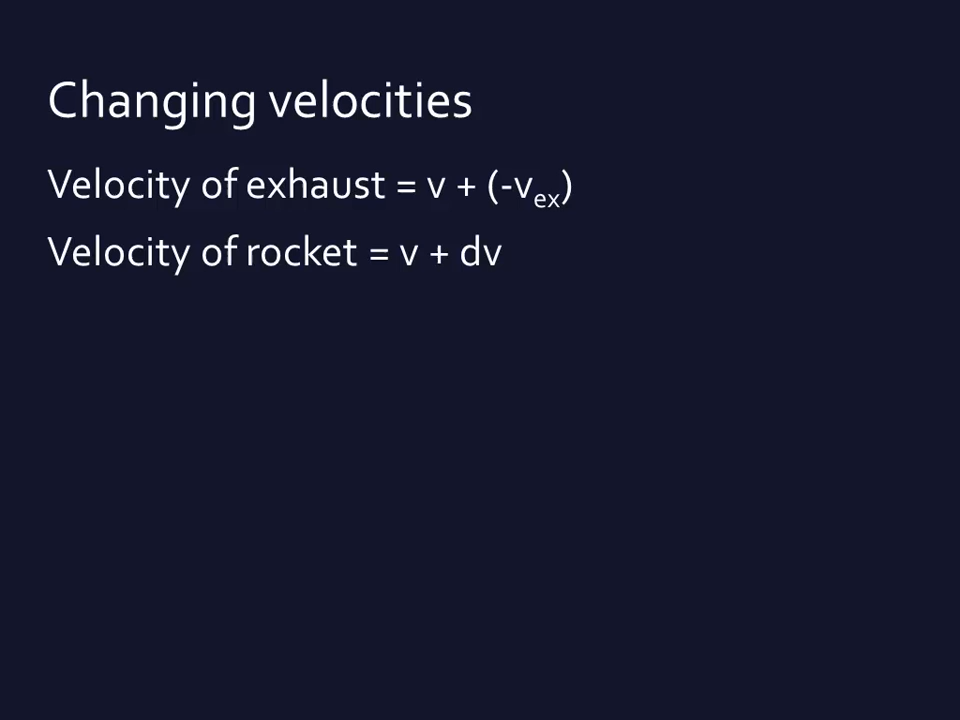 Changing velocities
Velocity of exhaust = v + (-vₑₓ)
Velocity of rocket = v + dv